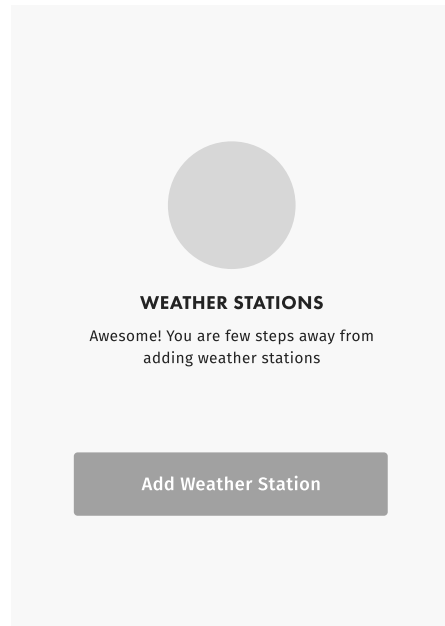 WEATHER STATIONS
Awesome! You are few steps away from
adding weather stations
Add Weather Station